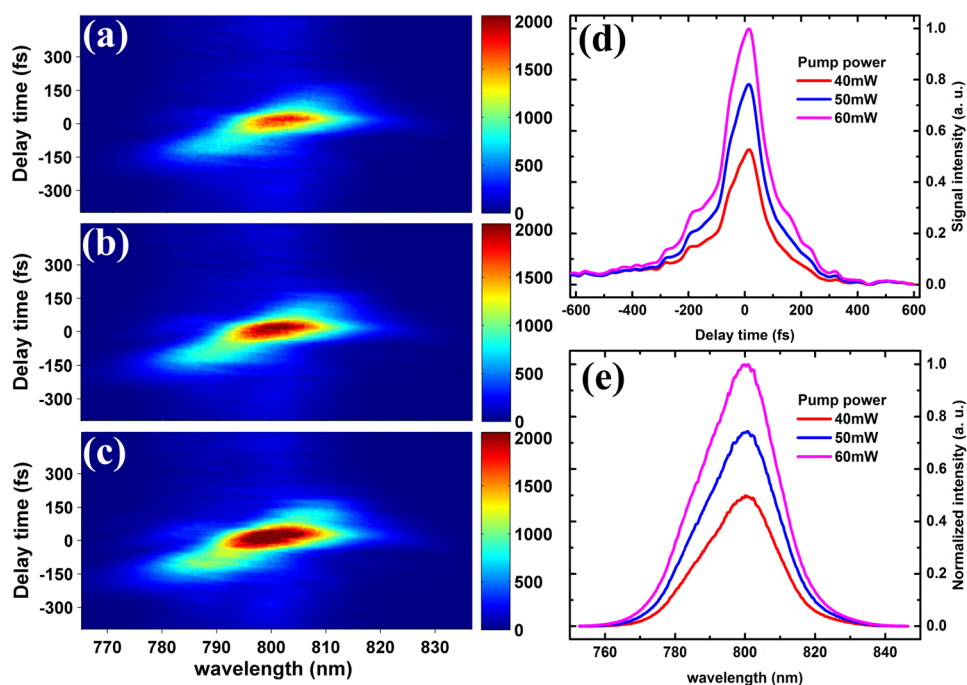 (a)
Delay time (fs)
300
150
0
-150
-300
2000
1500
1000
500
0
(b)
Delay time (fs)
300
150
0
-150
-300
2000
1500
1000
500
0
(c)
Delay time (fs)
300
150
0
-150
-300
2000
1500
1000
500
0
770 780 790 800 810 820 830
wavelength (nm)
(d)
Pump power
40mW
50mW
60mW
1.0
0.8
0.6
0.4
0.2
0.0
Signal intensity (a. u.)
-600 -400 -200 0 200 400 600
Delay time (fs)
(e)
Pump power
40mW
50mW
60mW
1.0
0.8
0.6
0.4
0.2
0.0
Normalized intensity (a. u.)
760 780 800 820 840
wavelength (nm)